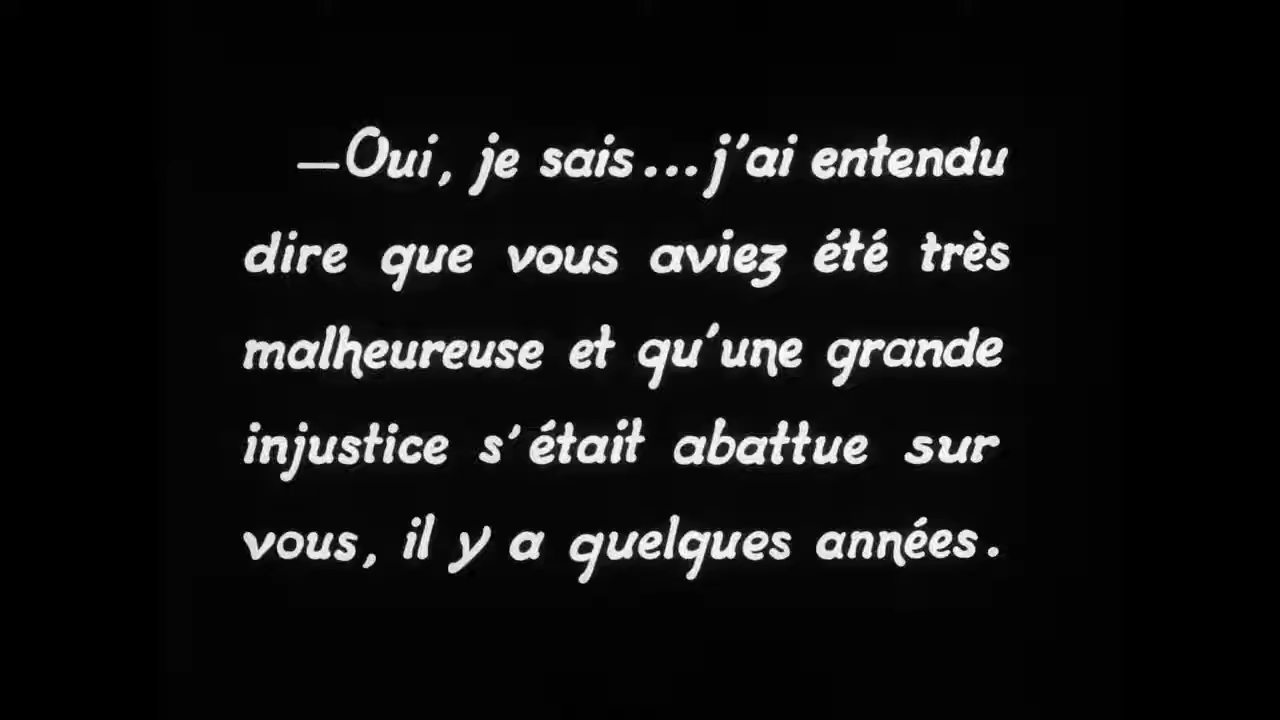 —Oui, je sais...j'ai entendu
dire que vous aviez été très
malheureuse et qu'une grande
injustice s'était abattue sur
vous, il y a quelques années.